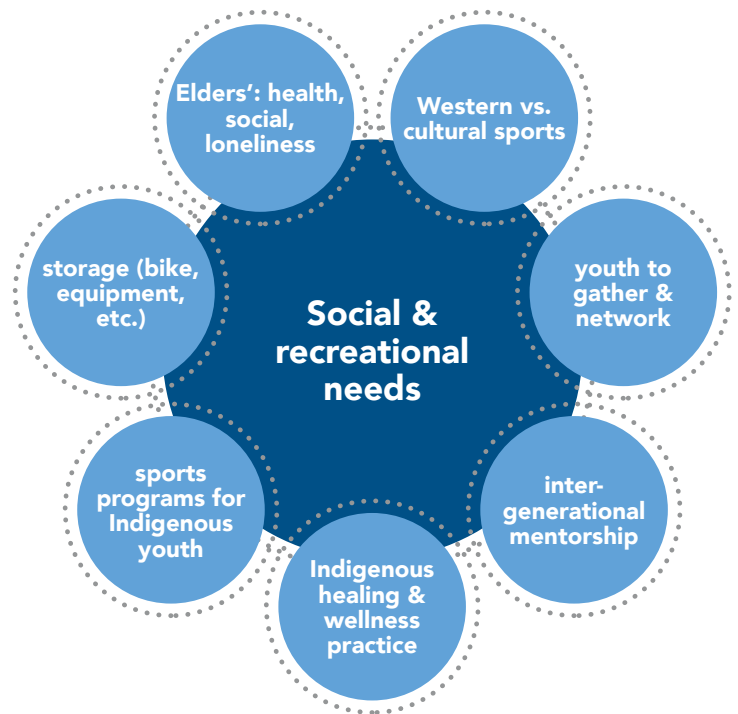 Elders’: health,
social,
loneliness
Western vs.
cultural sports
storage (bike,
equipment,
etc.)
Social &
recreational
needs
youth to
gather &
network
sports
programs for
Indigenous
youth
inter-
generational
mentorship
Indigenous
healing &
wellness
practice